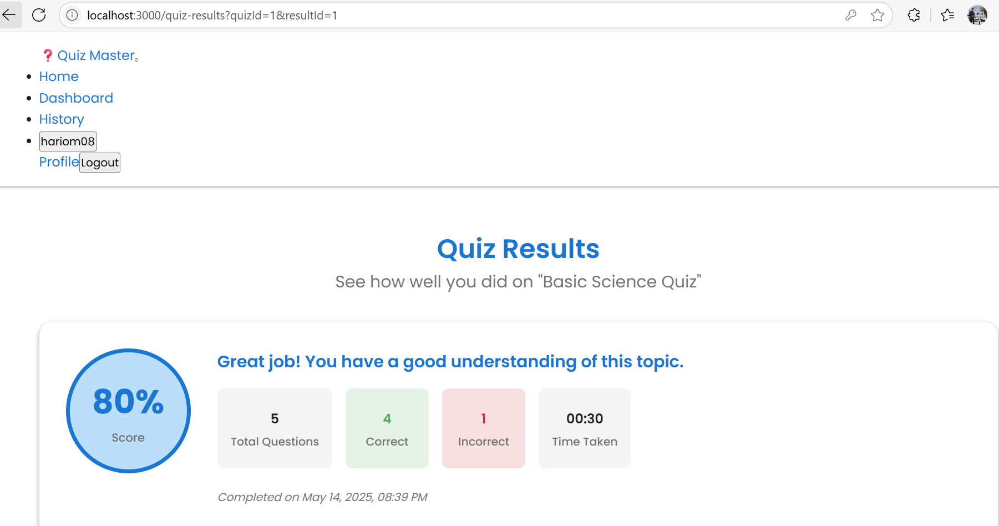 localhost:3000/quiz-results?quizId=1&resultId=1
❓Quiz Master。
Home
Dashboard
History
hariom08
Profile Logout
Quiz Results
See how well you did on "Basic Science Quiz"
80%
Score
Great job! You have a good understanding of this topic.
5
Total Questions
4
Correct
1
Incorrect
00:30
Time Taken
Completed on May 14, 2025, 08:39 PM